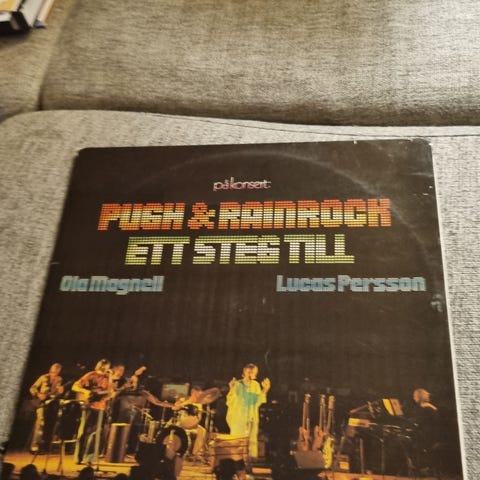 på konsert:
PUGH & RAINROCK
ETT STEG TILL
Ola Magnell Lucas Persson